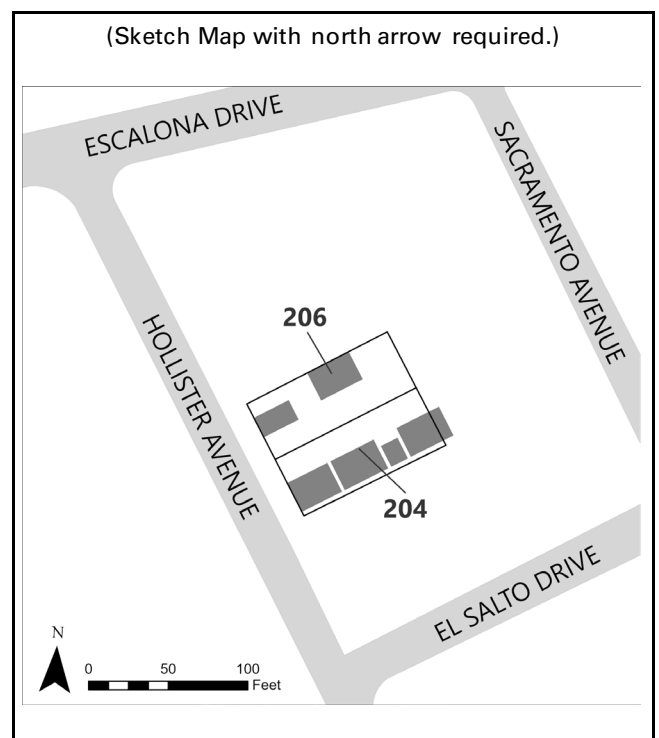 (Sketch Map with north arrow required.)
ESCALONA DRIVE
SACRAMENTO AVENUE
206
HOLLISTER AVENUE
204
EL SALTO DRIVE
N
0 50 100
Feet